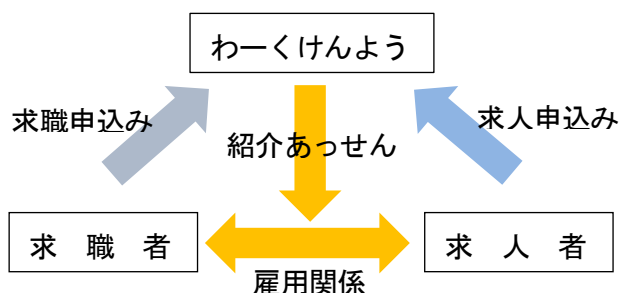 わーくけんよう
求職申込み
求人申込み
紹介あっせん
求　職　者
求　人　者
雇用関係